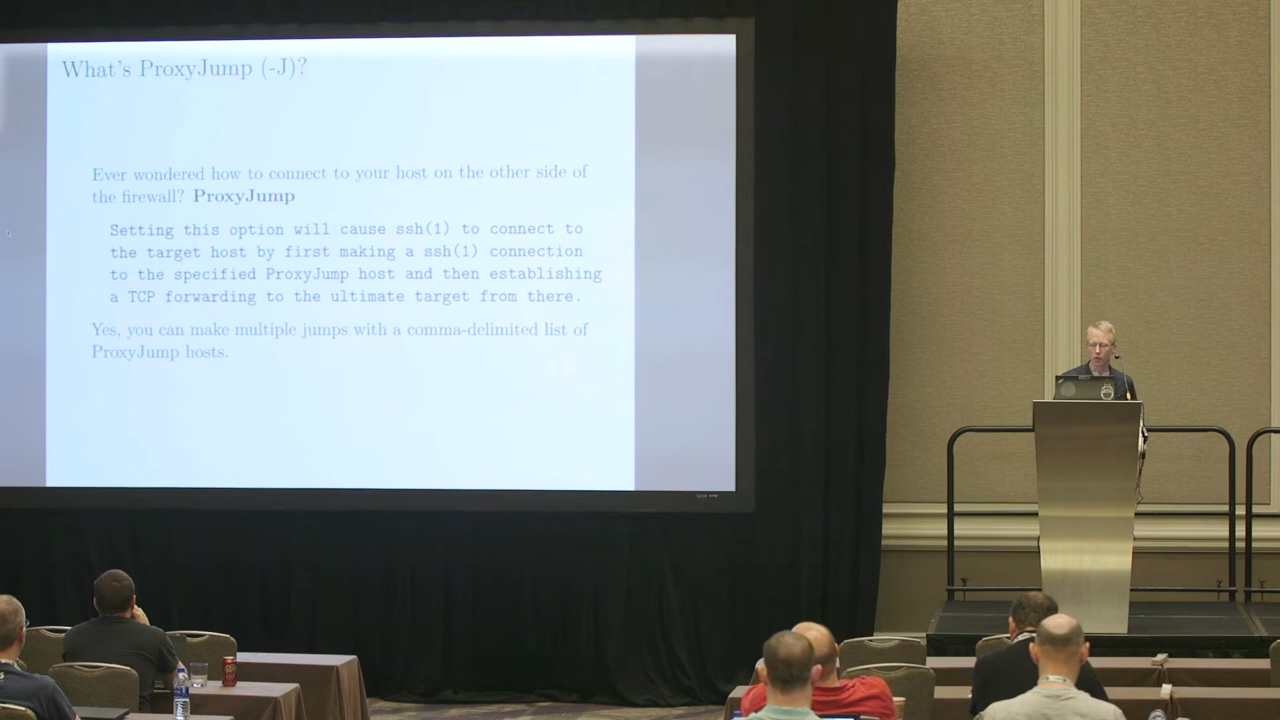 What's ProxyJump (-J)?
Ever wondered how to connect to your host on the other side of
the firewall? ProxyJump
Setting this option will cause ssh(1) to connect to
the target host by first making a ssh(1) connection
to the specified ProxyJump host and then establishing
a TCP forwarding to the ultimate target from there.
Yes, you can make multiple jumps with a comma-delimited list of
ProxyJump hosts.